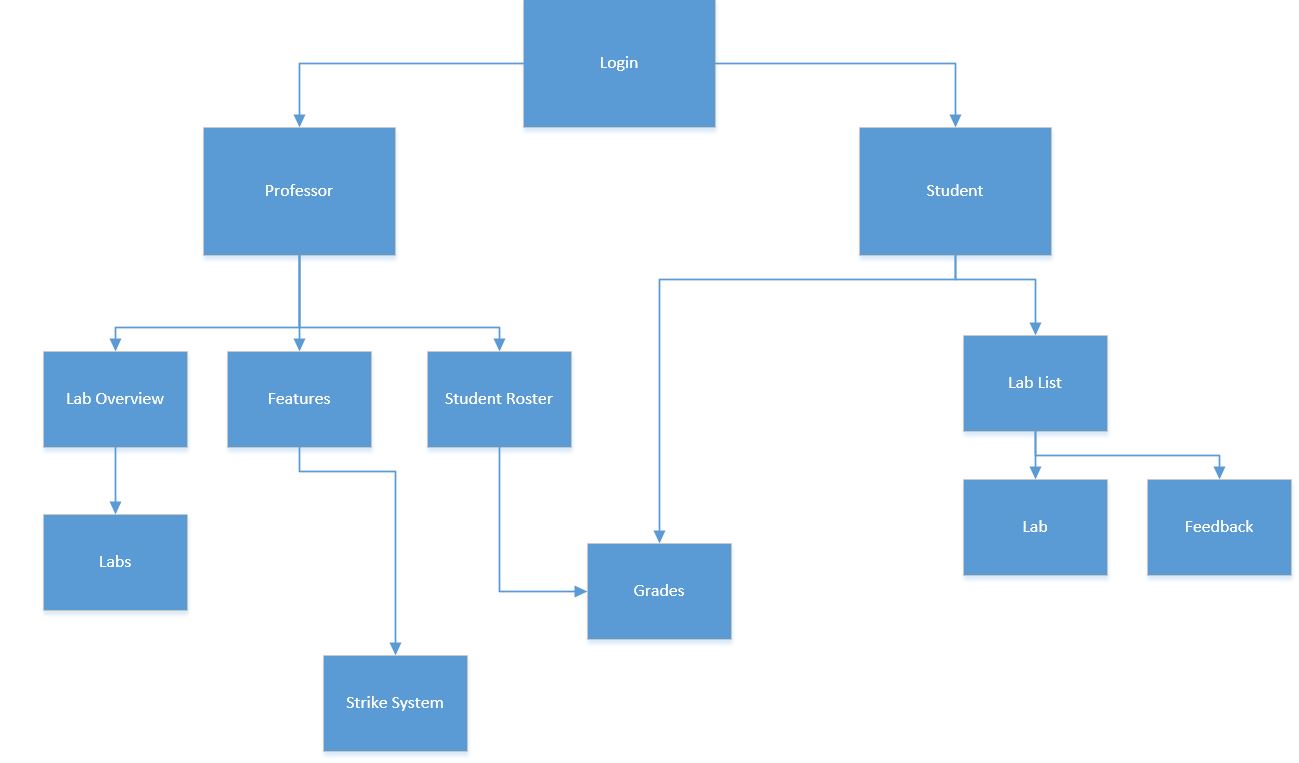 Login
Professor
Student
Lab Overview
Features
Student Roster
Lab List
Labs
Grades
Lab
Feedback
Strike System